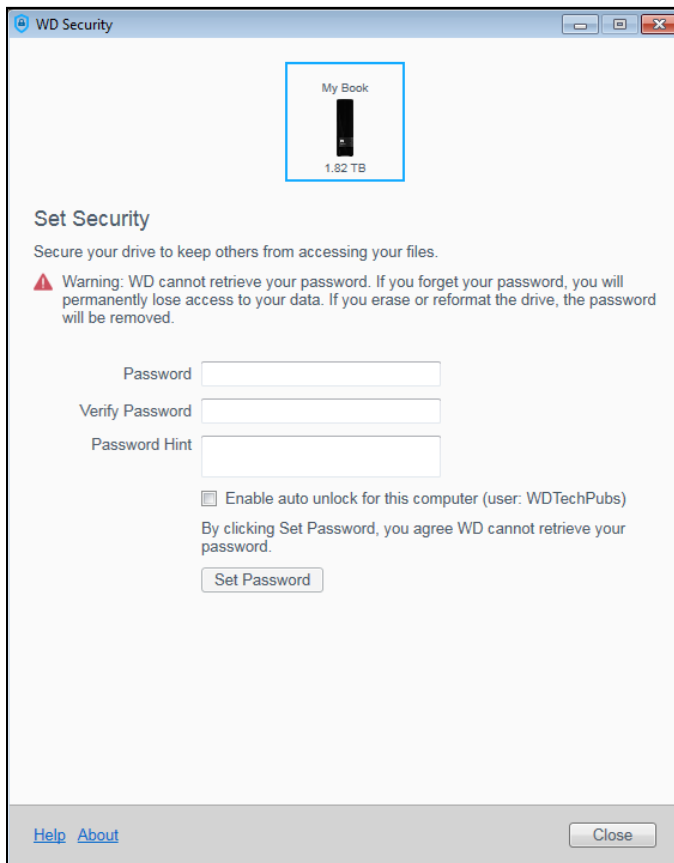 WD Security
My Book
1.82 TB
Set Security
Secure your drive to keep others from accessing your files.
Warning: WD cannot retrieve your password. If you forget your password, you will
permanently lose access to your data. If you erase or reformat the drive, the password
will be removed.
Password
Verify Password
Password Hint
Enable auto unlock for this computer (user: WDTechPubs)
By clicking Set Password, you agree WD cannot retrieve your
password.
Set Password
Help About
Close